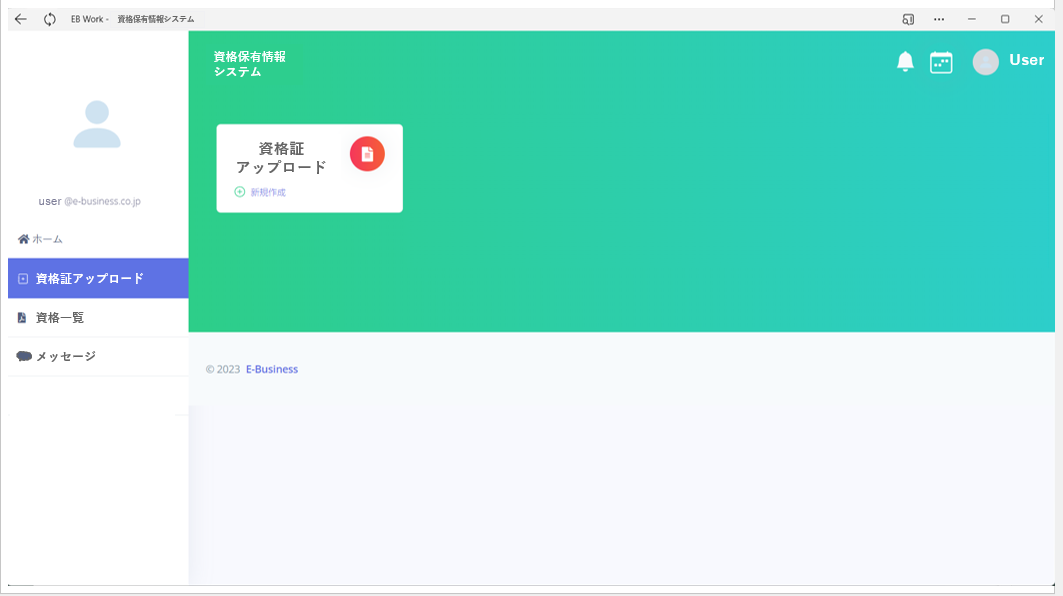 EB Work - 資格保有情報システム
資格保有情報
システム
User
資格証
アップロード
新規作成
user @e-business.co.jp
ホーム
資格証アップロード
資格一覧
メッセージ
© 2023 E-Business